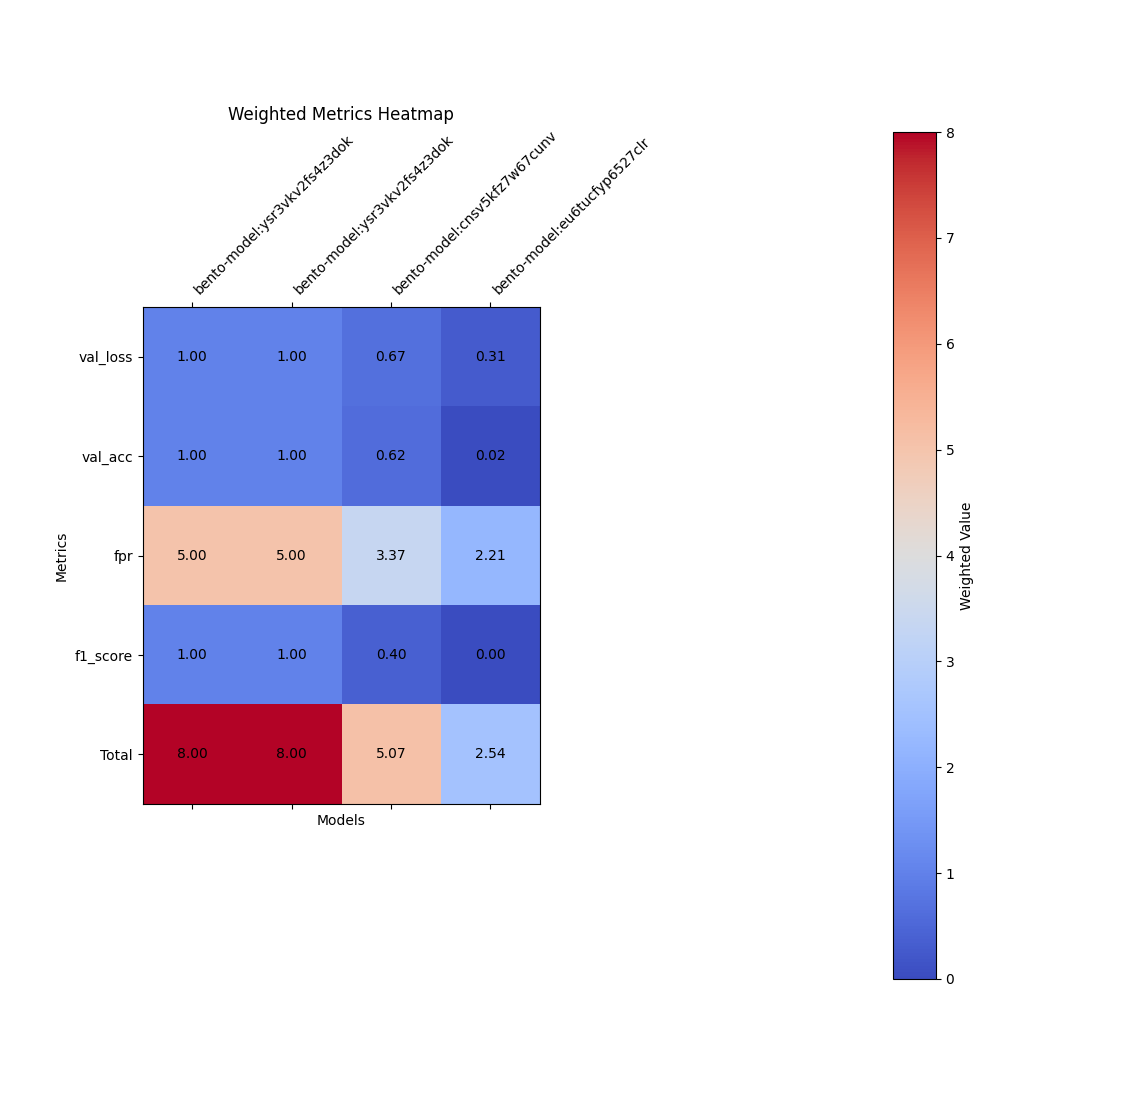 Weighted Metrics Heatmap
bento-model:ysr3vkv2fs4z3dok
bento-model:ysr3vkv2fs4z3dok
bento-model:cnsv5kfz7w67cunv
bento-model:eu6tucfyp6527clr
val_loss 1.00 1.00 0.67 0.31
val_acc 1.00 1.00 0.62 0.02
fpr 5.00 5.00 3.37 2.21
f1_score 1.00 1.00 0.40 0.00
Total 8.00 8.00 5.07 2.54
Metrics
Models
8
7
6
5
4
3
2
1
0
Weighted Value